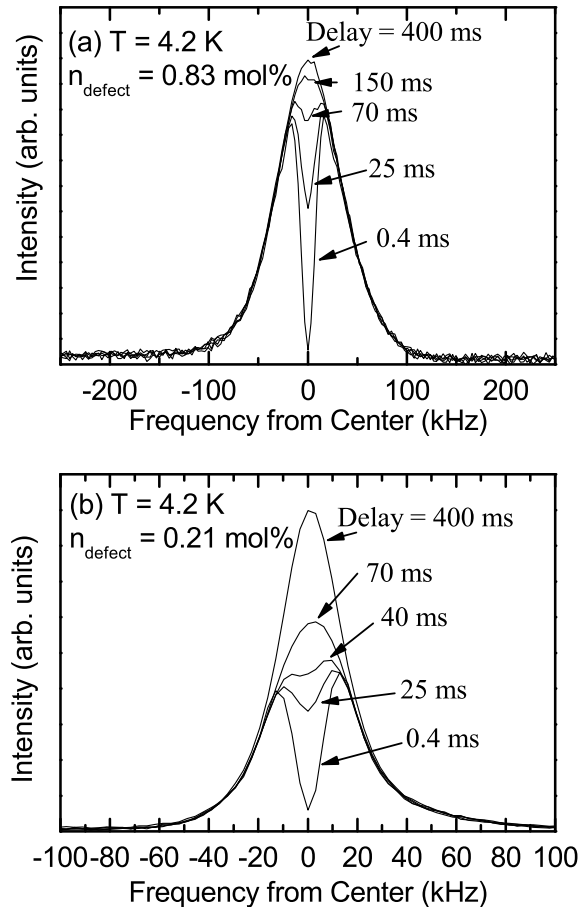 (a) T = 4.2 K
n_defect = 0.83 mol%
Delay = 400 ms
150 ms
70 ms
25 ms
0.4 ms
Intensity (arb. units)
-200 -100 0 100 200
Frequency from Center (kHz)
(b) T = 4.2 K
n_defect = 0.21 mol%
Delay = 400 ms
70 ms
40 ms
25 ms
0.4 ms
Intensity (arb. units)
-100 -80 -60 -40 -20 0 20 40 60 80 100
Frequency from Center (kHz)